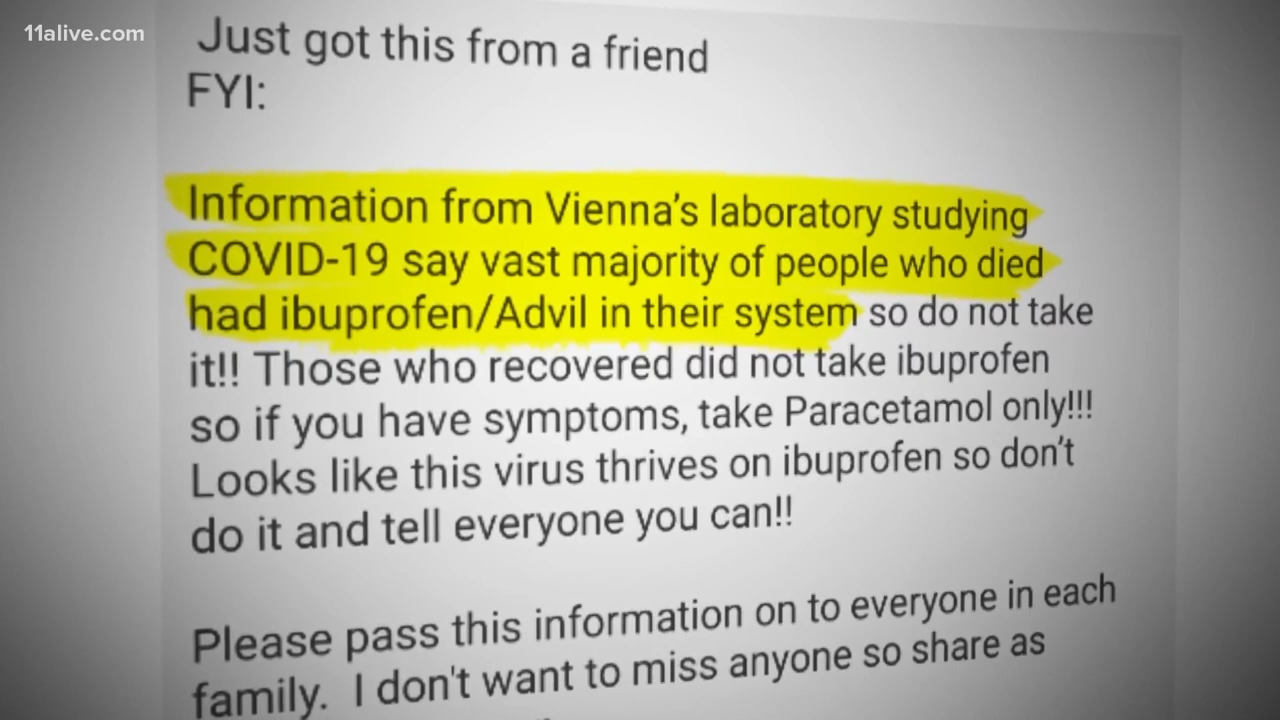 11alive.com
Just got this from a friend
FYI:
Information from Vienna's laboratory studying
COVID-19 say vast majority of people who died
had ibuprofen/Advil in their system so do not take
it!! Those who recovered did not take ibuprofen
so if you have symptoms, take Paracetamol only!!!
Looks like this virus thrives on ibuprofen so don't
do it and tell everyone you can!!
Please pass this information on to everyone in each
family. I don't want to miss anyone so share as